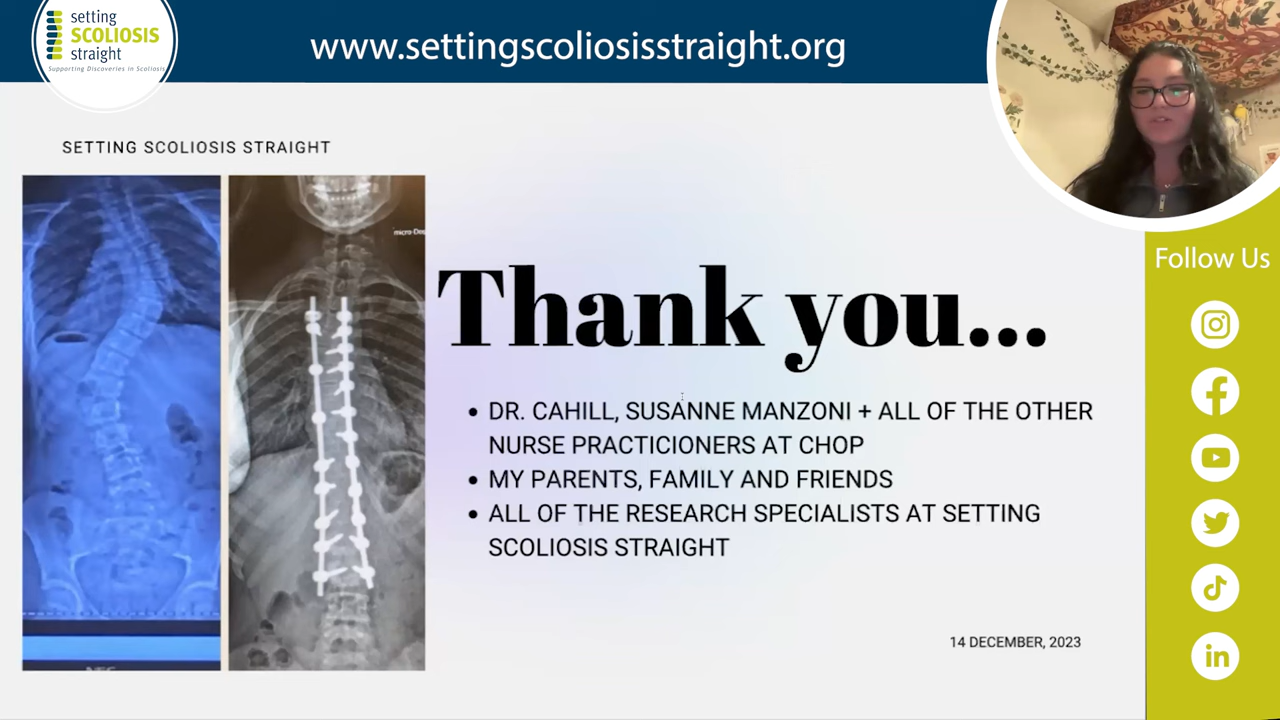 setting
SCOLIOSIS
straight
Supporting Discoveries in Scoliosis
www.settingscoliosisstraight.org
SETTING SCOLIOSIS STRAIGHT
Thank you...
• DR. CAHILL, SUSANNE MANZONI + ALL OF THE OTHER
NURSE PRACTICIONERS AT CHOP
• MY PARENTS, FAMILY AND FRIENDS
• ALL OF THE RESEARCH SPECIALISTS AT SETTING
SCOLIOSIS STRAIGHT
14 DECEMBER, 2023
Follow Us
in